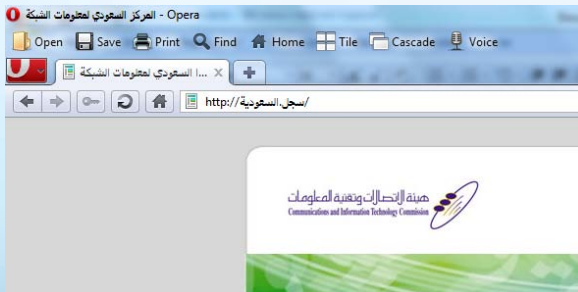 المركز السعودي لمعلومات الشبكة - Opera
Open Save Print Find Home Tile Cascade Voice
ا السعودي لمعلومات الشبكة...
http://سجل.السعودية/
هيئة الاتصالات وتقنية المعلومات
Communications and Information Technology Commission